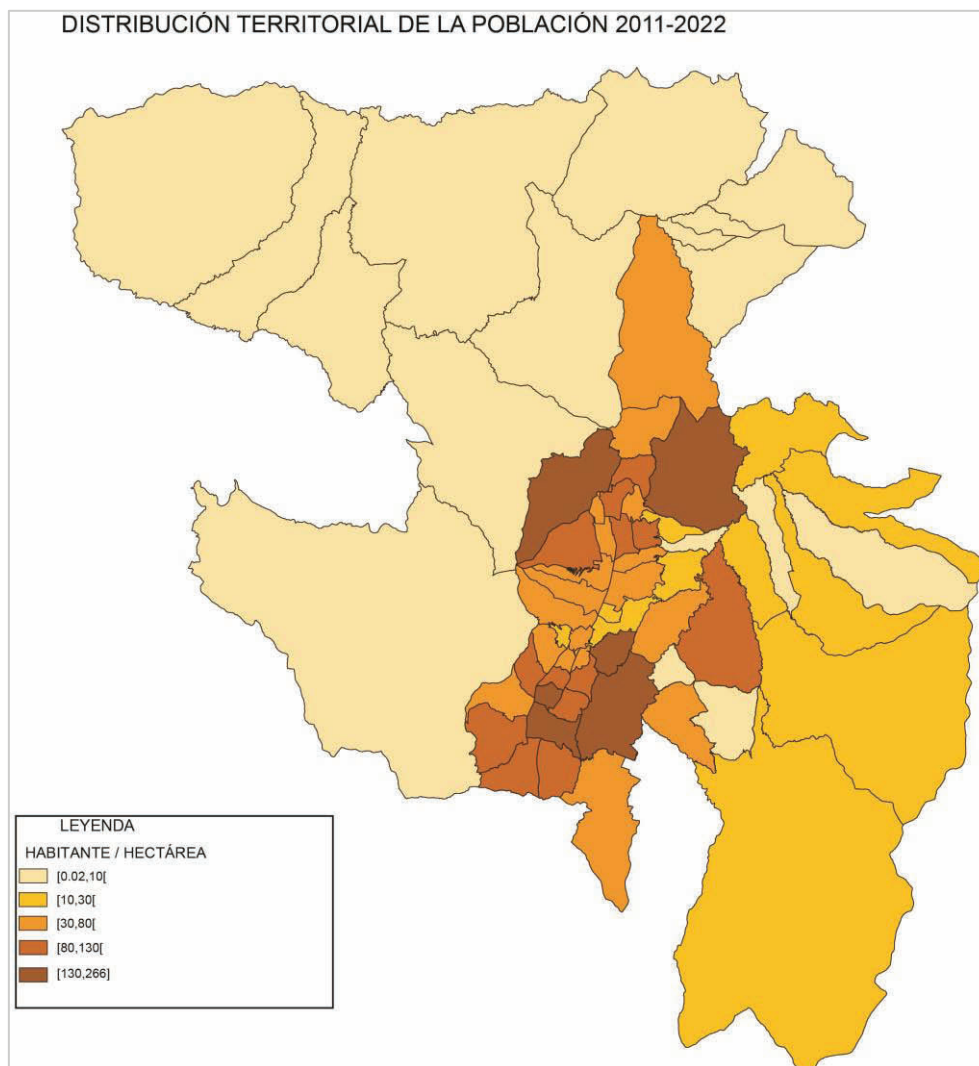 DISTRIBUCIÓN TERRITORIAL DE LA POBLACIÓN 2011-2022
LEYENDA
HABITANTE / HECTÁREA
[0.02,10[
[10,30[
[30,80[
[80,130[
[130,266]